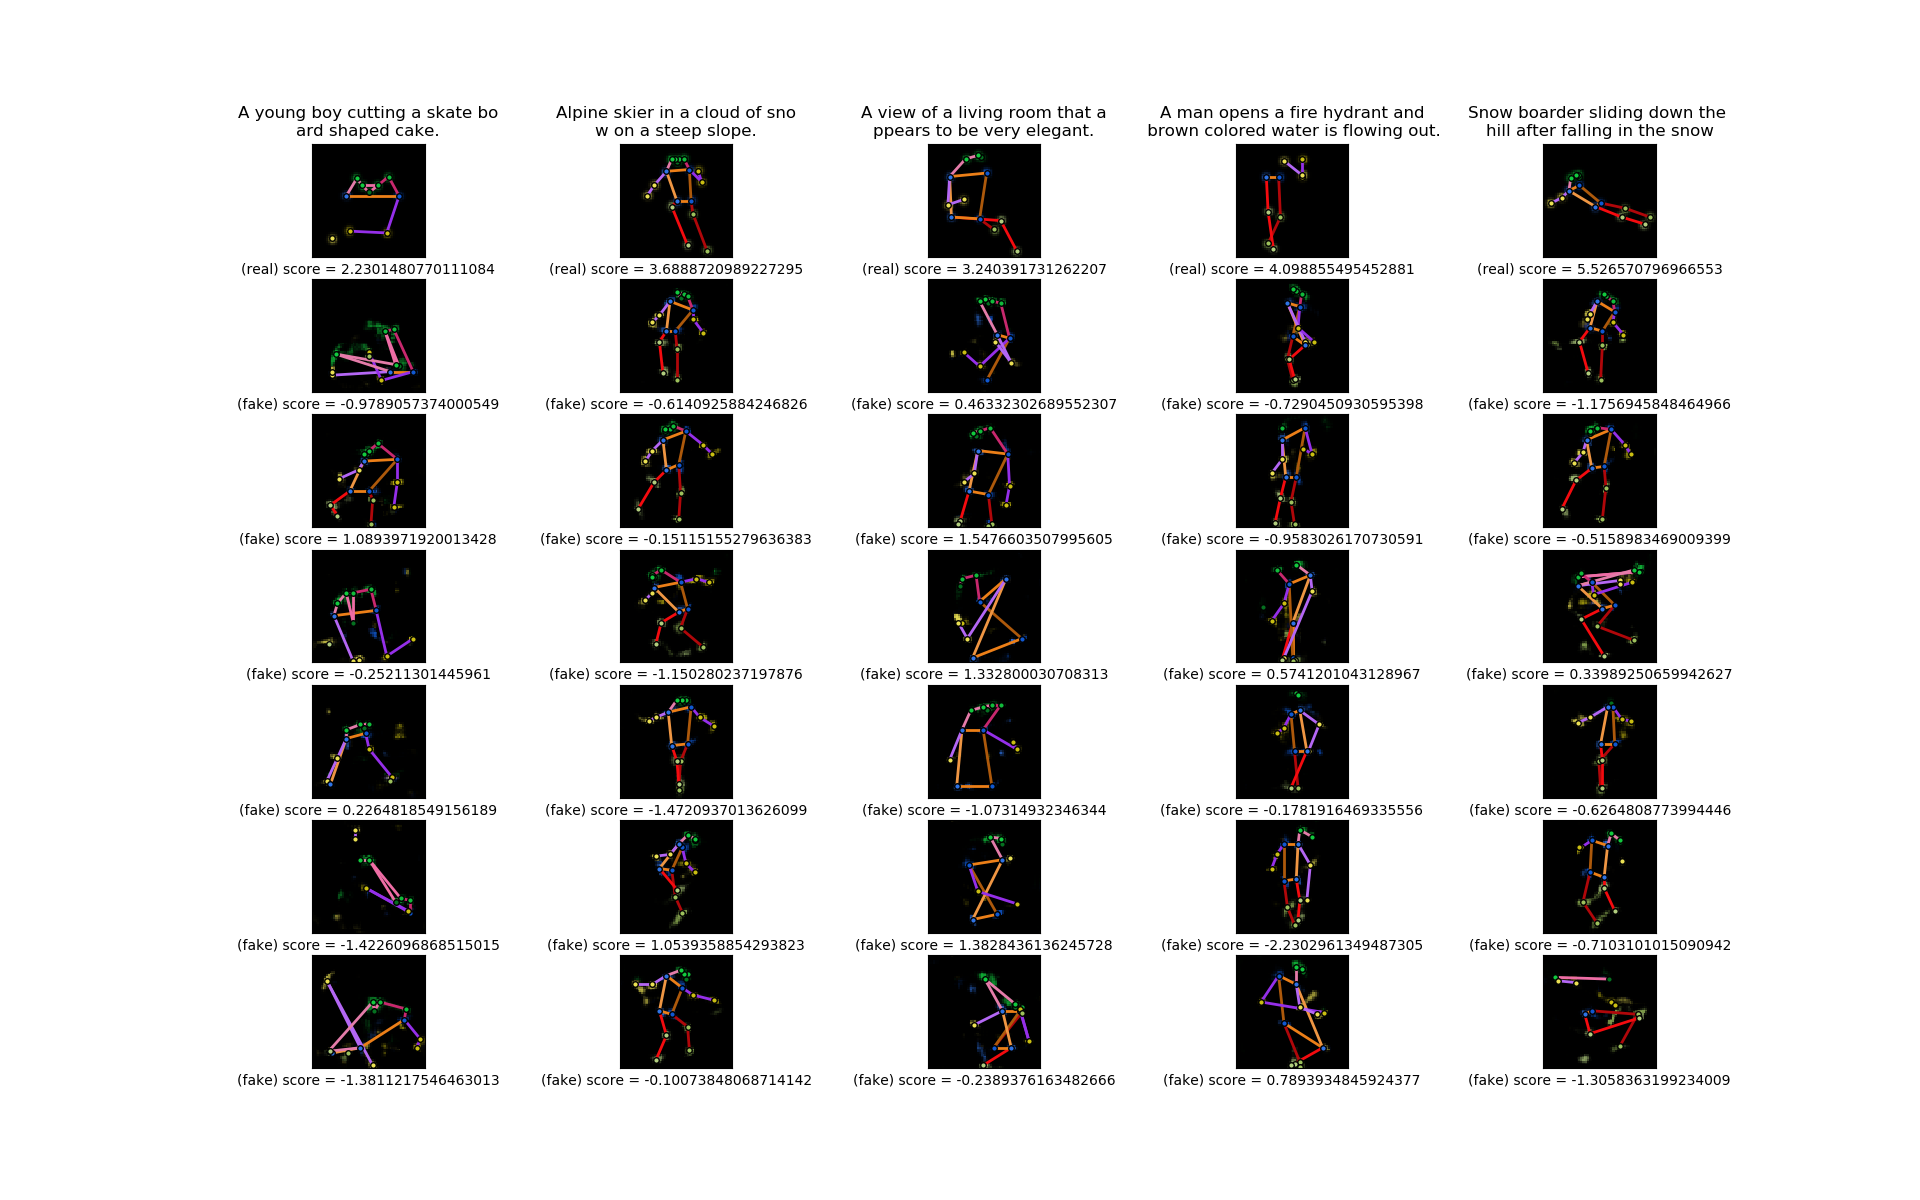 A young boy cutting a skate bo
ard shaped cake.
Alpine skier in a cloud of sno
w on a steep slope.
A view of a living room that a
ppears to be very elegant.
A man opens a fire hydrant and
brown colored water is flowing out.
Snow boarder sliding down the
hill after falling in the snow
(real) score = 2.2301480770111084
(real) score = 3.6888720989227295
(real) score = 3.240391731262207
(real) score = 4.098855495452881
(real) score = 5.526570796966553
(fake) score = -0.9789057374000549
(fake) score = -0.6140925884246826
(fake) score = 0.46332302689552307
(fake) score = -0.7290450930595398
(fake) score = -1.1756945848464966
(fake) score = 1.0893971920013428
(fake) score = -0.15115155279636383
(fake) score = 1.5476603507995605
(fake) score = -0.9583026170730591
(fake) score = -0.5158983469009399
(fake) score = -0.25211301445961
(fake) score = -1.150280237197876
(fake) score = 1.332800030708313
(fake) score = 0.5741201043128967
(fake) score = 0.33989250659942627
(fake) score = 0.2264818549156189
(fake) score = -1.4720937013626099
(fake) score = -1.07314932346344
(fake) score = -0.1781916469335556
(fake) score = -0.6264808773994446
(fake) score = -1.4226096868515015
(fake) score = 1.0539358854293823
(fake) score = 1.3828436136245728
(fake) score = -2.2302961349487305
(fake) score = -0.7103101015090942
(fake) score = -1.3811217546463013
(fake) score = -0.10073848068714142
(fake) score = -0.2389376163482666
(fake) score = 0.7893934845924377
(fake) score = -1.3058363199234009